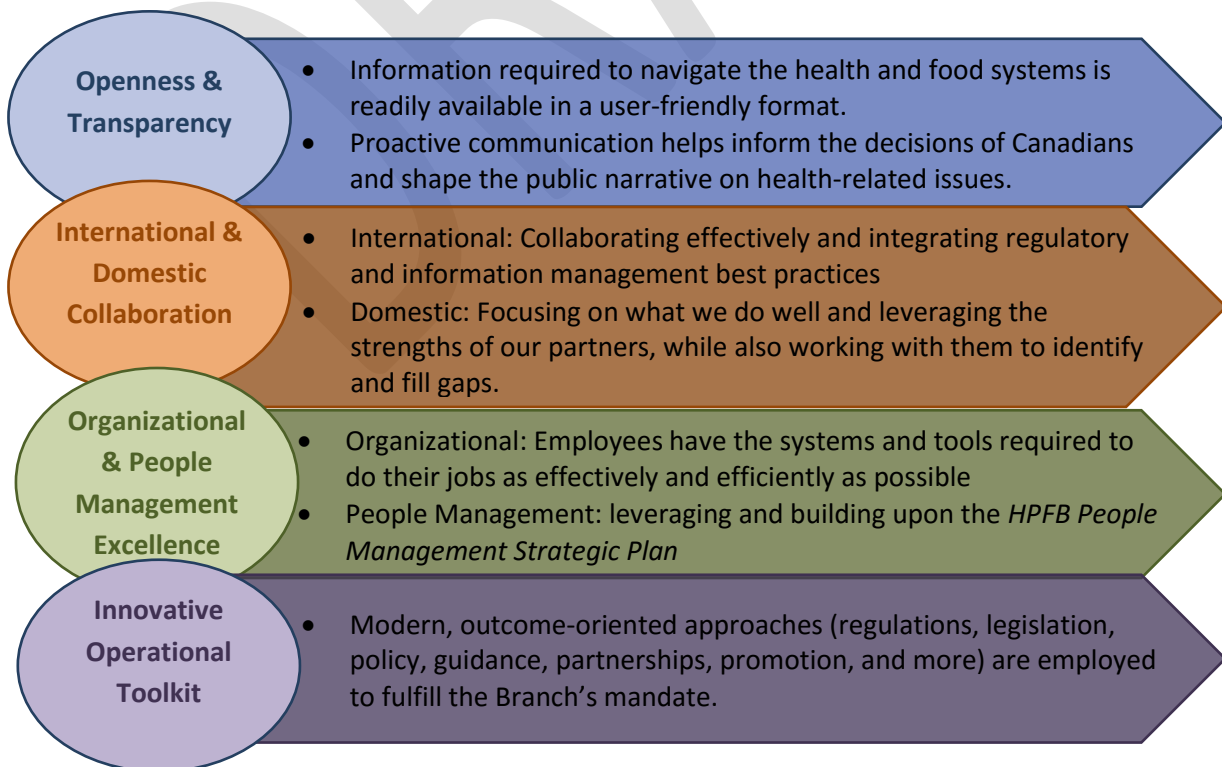 Openness &
Transparency
• Information required to navigate the health and food systems is
readily available in a user-friendly format.
• Proactive communication helps inform the decisions of Canadians
and shape the public narrative on health-related issues.
International &
Domestic
Collaboration
• International: Collaborating effectively and integrating regulatory
and information management best practices
• Domestic: Focusing on what we do well and leveraging the
strengths of our partners, while also working with them to identify
and fill gaps.
Organizational
& People
Management
Excellence
• Organizational: Employees have the systems and tools required to
do their jobs as effectively and efficiently as possible
• People Management: leveraging and building upon the HPFB People
Management Strategic Plan
Innovative
Operational
Toolkit
• Modern, outcome-oriented approaches (regulations, legislation,
policy, guidance, partnerships, promotion, and more) are employed
to fulfill the Branch's mandate.